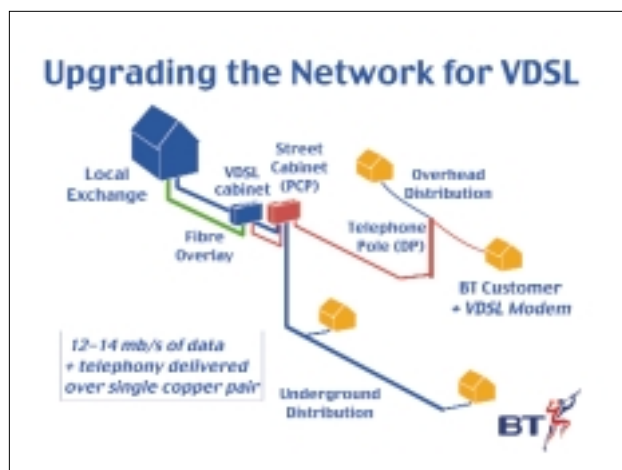 Upgrading the Network for VDSL
Local
Exchange
VDSL
cabinet
Street
Cabinet
(PCP)
Overhead
Distribution
Fibre
Overlay
Telephone
Pole (DP)
BT Customer
+ VDSL Modem
12–14 mb/s of data
+ telephony delivered
over single copper pair
Underground
Distribution
BT